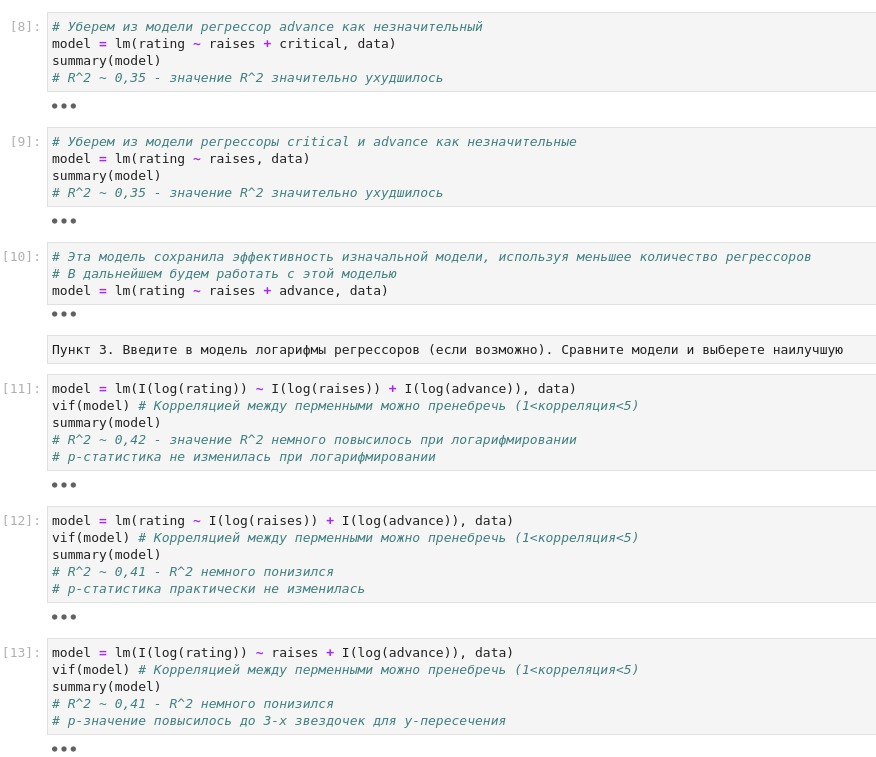 [8]:
# Уберем из модели регрессор advance как незначительный
model = lm(rating ~ raises + critical, data)
summary(model)
# R^2 ~ 0,35 - значение R^2 значительно ухудшилось
[9]:
# Уберем из модели регрессоры critical и advance как незначительные
model = lm(rating ~ raises, data)
summary(model)
# R^2 ~ 0,35 - значение R^2 значительно ухудшилось
[10]:
# Эта модель сохранила эффективность изначальной модели, используя меньшее количество регрессоров
# В дальнейшем будем работать с этой моделью
model = lm(rating ~ raises + advance, data)
Пункт 3. Введите в модель логарифмы регрессоров (если возможно). Сравните модели и выберете наилучшую
[11]:
model = lm(I(log(rating)) ~ I(log(raises)) + I(log(advance)), data)
vif(model) # Корреляцией между перменными можно пренебречь (1<корреляция<5)
summary(model)
# R^2 ~ 0,42 - значение R^2 немного повысилось при логарифмировании
# p-статистика не изменилась при логарифмировании
[12]:
model = lm(rating ~ I(log(raises)) + I(log(advance)), data)
vif(model) # Корреляцией между перменными можно пренебречь (1<корреляция<5)
summary(model)
# R^2 ~ 0,41 - R^2 немного понизился
# p-статистика практически не изменилась
[13]:
model = lm(I(log(rating)) ~ raises + I(log(advance)), data)
vif(model) # Корреляцией между перменными можно пренебречь (1<корреляция<5)
summary(model)
# R^2 ~ 0,41 - R^2 немного понизился
# p-значение повысилось до 3-х звездочек для y-пересечения